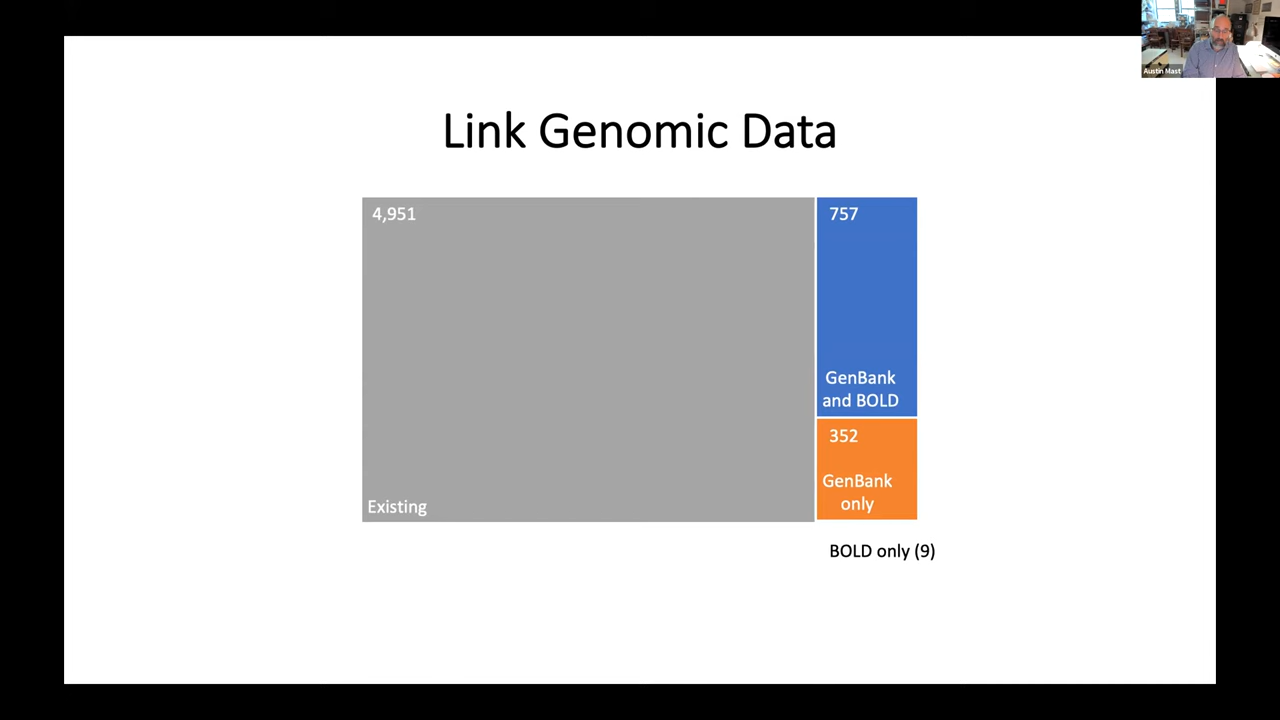 Austin Mast
Link Genomic Data
4,951
757
GenBank
and BOLD
352
GenBank
only
Existing
BOLD only (9)